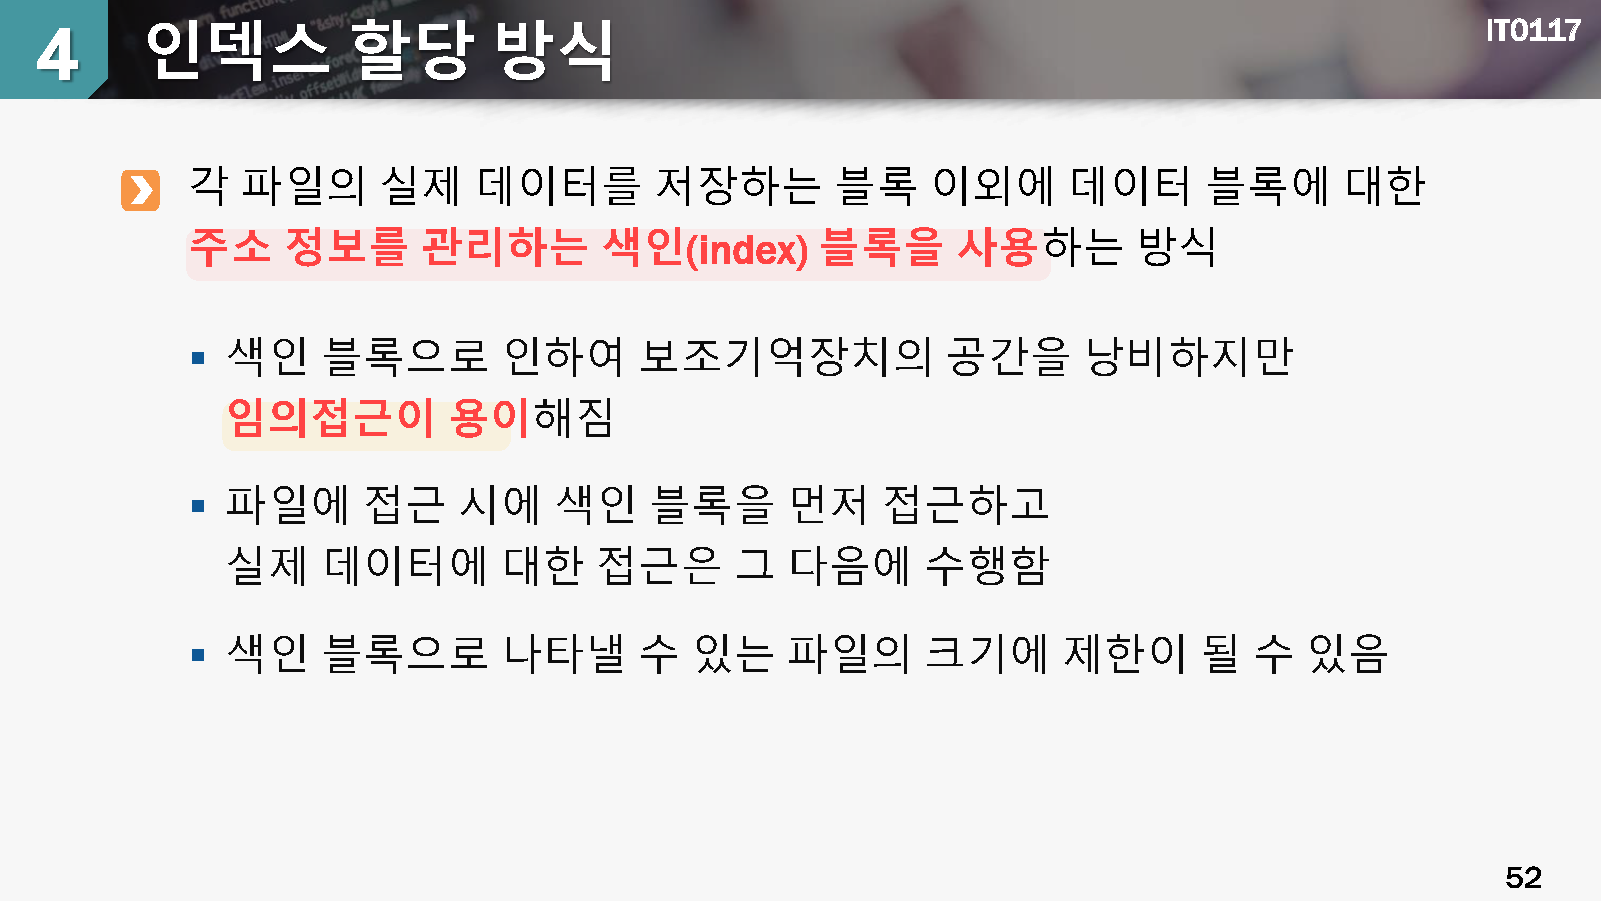 4 인덱스 할당 방식
IT0117
각 파일의 실제 데이터를 저장하는 블록 이외에 데이터 블록에 대한
주소 정보를 관리하는 색인(index) 블록을 사용하는 방식
색인 블록으로 인하여 보조기억장치의 공간을 낭비하지만
임의접근이 용이해짐
파일에 접근 시에 색인 블록을 먼저 접근하고
실제 데이터에 대한 접근은 그 다음에 수행함
색인 블록으로 나타낼 수 있는 파일의 크기에 제한이 될 수 있음
52